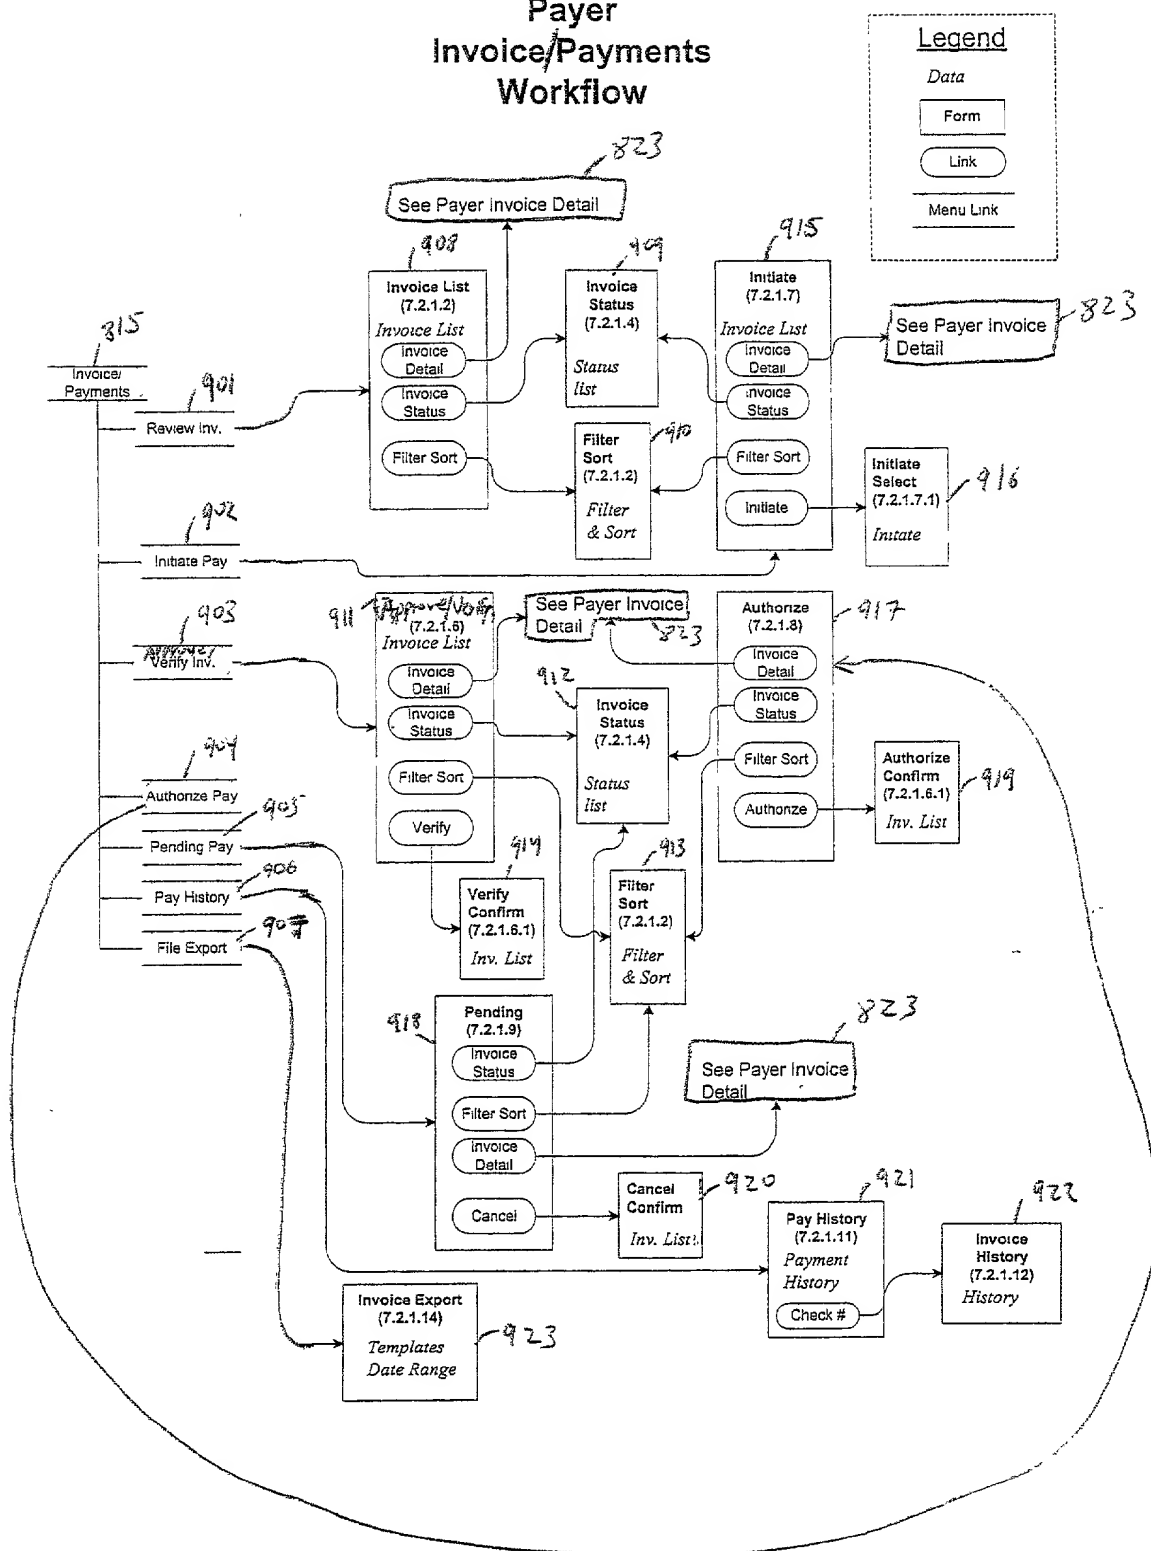 Payer
Invoice/Payments
Workflow
Legend
Data
Form
Link
Menu Link
823
See Payer Invoice Detail
908
Invoice List
(7.2.1.2)
Invoice List
Invoice
Detail
Invoice
Status
Filter Sort
909
Invoice
Status
(7.2.1.4)
Status
list
910
Filter
Sort
(7.2.1.2)
Filter
& Sort
915
Initiate
(7.2.1.7)
Invoice List
Invoice
Detail
Invoice
Status
Filter Sort
Initiate
823
See Payer Invoice
Detail
916
Initiate
Select
(7.2.1.7.1)
Initate
815
Invoice/
Payments
901
Review Inv.
902
Initiate Pay
903
Verify Inv.
904
Authorize Pay
905
Pending Pay
906
Pay History
907
File Export
911
Approve/Verify
(7.2.1.6)
Invoice List
Invoice
Detail
Invoice
Status
Filter Sort
Verify
See Payer Invoice
Detail
823
912
Invoice
Status
(7.2.1.4)
Status
list
917
Authorize
(7.2.1.8)
Invoice
Detail
Invoice
Status
Filter Sort
Authorize
919
Authorize
Confirm
(7.2.1.6.1)
Inv. List
914
Verify
Confirm
(7.2.1.6.1)
Inv. List
913
Filter
Sort
(7.2.1.2)
Filter
& Sort
918
Pending
(7.2.1.9)
Invoice
Status
Filter Sort
Invoice
Detail
Cancel
823
See Payer Invoice
Detail
920
Cancel
Confirm
Inv. List
921
Pay History
(7.2.1.11)
Payment
History
Check #
922
Invoice
History
(7.2.1.12)
History
923
Invoice Export
(7.2.1.14)
Templates
Date Range